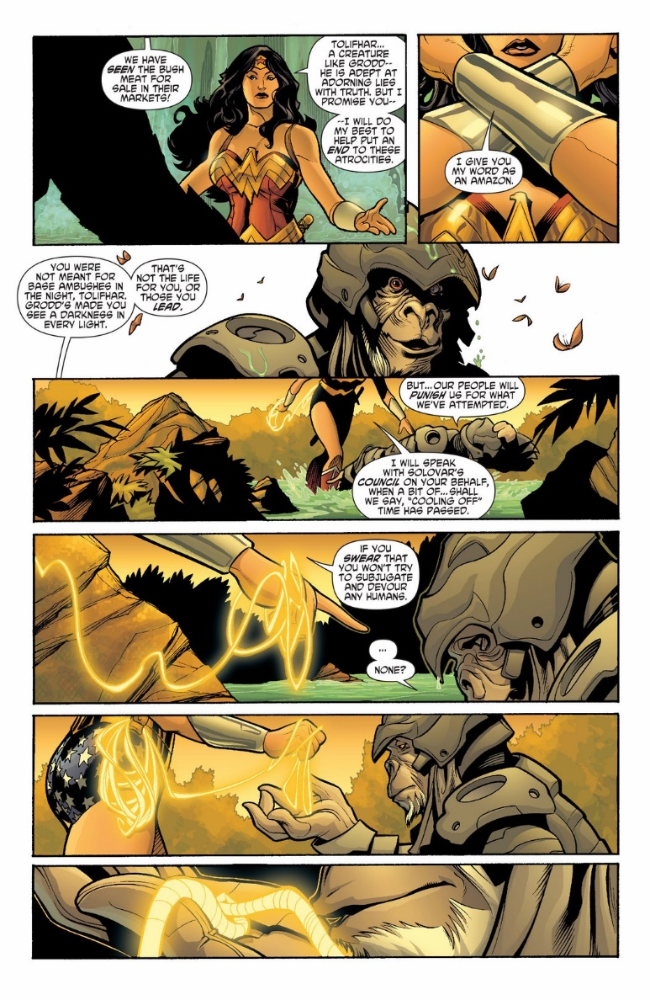 WE HAVE
SEEN THE BUSH
MEAT FOR
SALE IN THEIR
MARKETS!
TOLIFHAR...
A CREATURE
LIKE GRODD--
HE IS ADEPT AT
ADORNING LIES
WITH TRUTH. BUT I
PROMISE YOU--
--I WILL DO
MY BEST TO
HELP PUT AN
END TO THESE
ATROCITIES.
I GIVE YOU
MY WORD AS
AN AMAZON.
YOU WERE
NOT MEANT FOR
BASE AMBUSHES IN
THE NIGHT, TOLIFHAR.
GRODD'S MADE YOU
SEE A DARKNESS IN
EVERY LIGHT.
THAT'S
NOT THE LIFE
FOR YOU, OR
THOSE YOU
LEAD.
BUT...OUR PEOPLE WILL
PUNISH US FOR WHAT
WE'VE ATTEMPTED.
I WILL SPEAK
WITH SOLOVAR'S
COUNCIL ON YOUR BEHALF,
WHEN A BIT OF...SHALL
WE SAY, "COOLING OFF"
TIME HAS PASSED.
IF YOU
SWEAR THAT
YOU WON'T TRY
TO SUBJUGATE
AND DEVOUR
ANY HUMANS.
...
NONE?